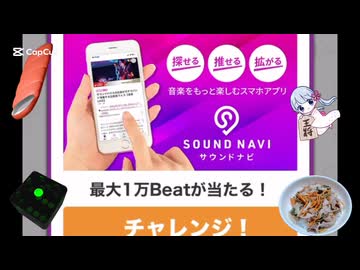 CapCut
探せる 推せる 拡がる
音楽をもっと楽しむスマホアプリ
SOUND NAVI
サウンドナビ
王将
最大1万Beatが当たる！
チャレンジ！